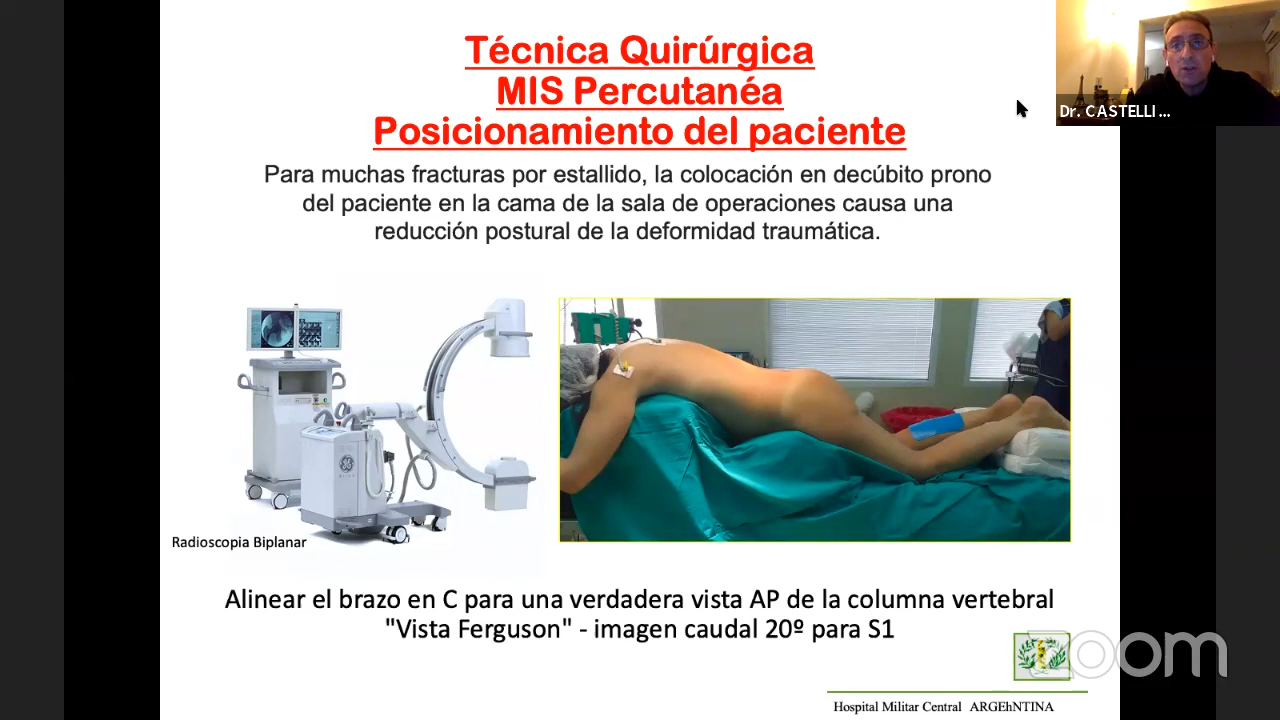 Técnica Quirúrgica
MIS Percutanéa
Posicionamiento del paciente
Dr. CASTELLI ...
Para muchas fracturas por estallido, la colocación en decúbito prono
del paciente en la cama de la sala de operaciones causa una
reducción postural de la deformidad traumática.
Radioscopia Biplanar
Alinear el brazo en C para una verdadera vista AP de la columna vertebral
"Vista Ferguson" - imagen caudal 20º para S1
zoom
Hospital Militar Central ARGEhNTINA